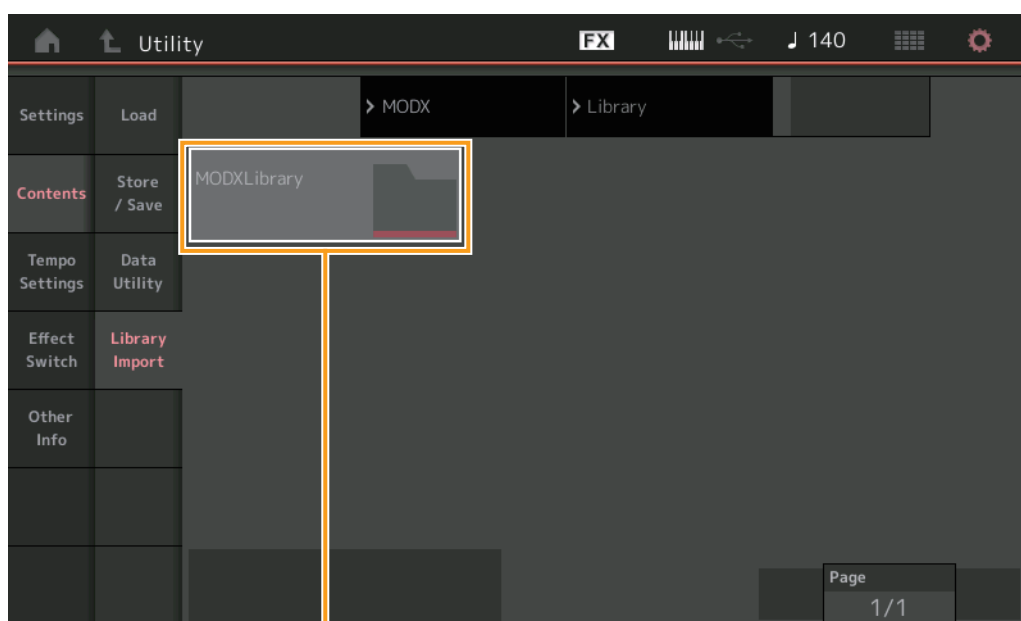 Utility
FX
♩ 140
Settings
Load
> MODX
> Library
Contents
Store
/ Save
MODXLibrary
Tempo
Settings
Data
Utility
Effect
Switch
Library
Import
Other
Info
Page
1/1